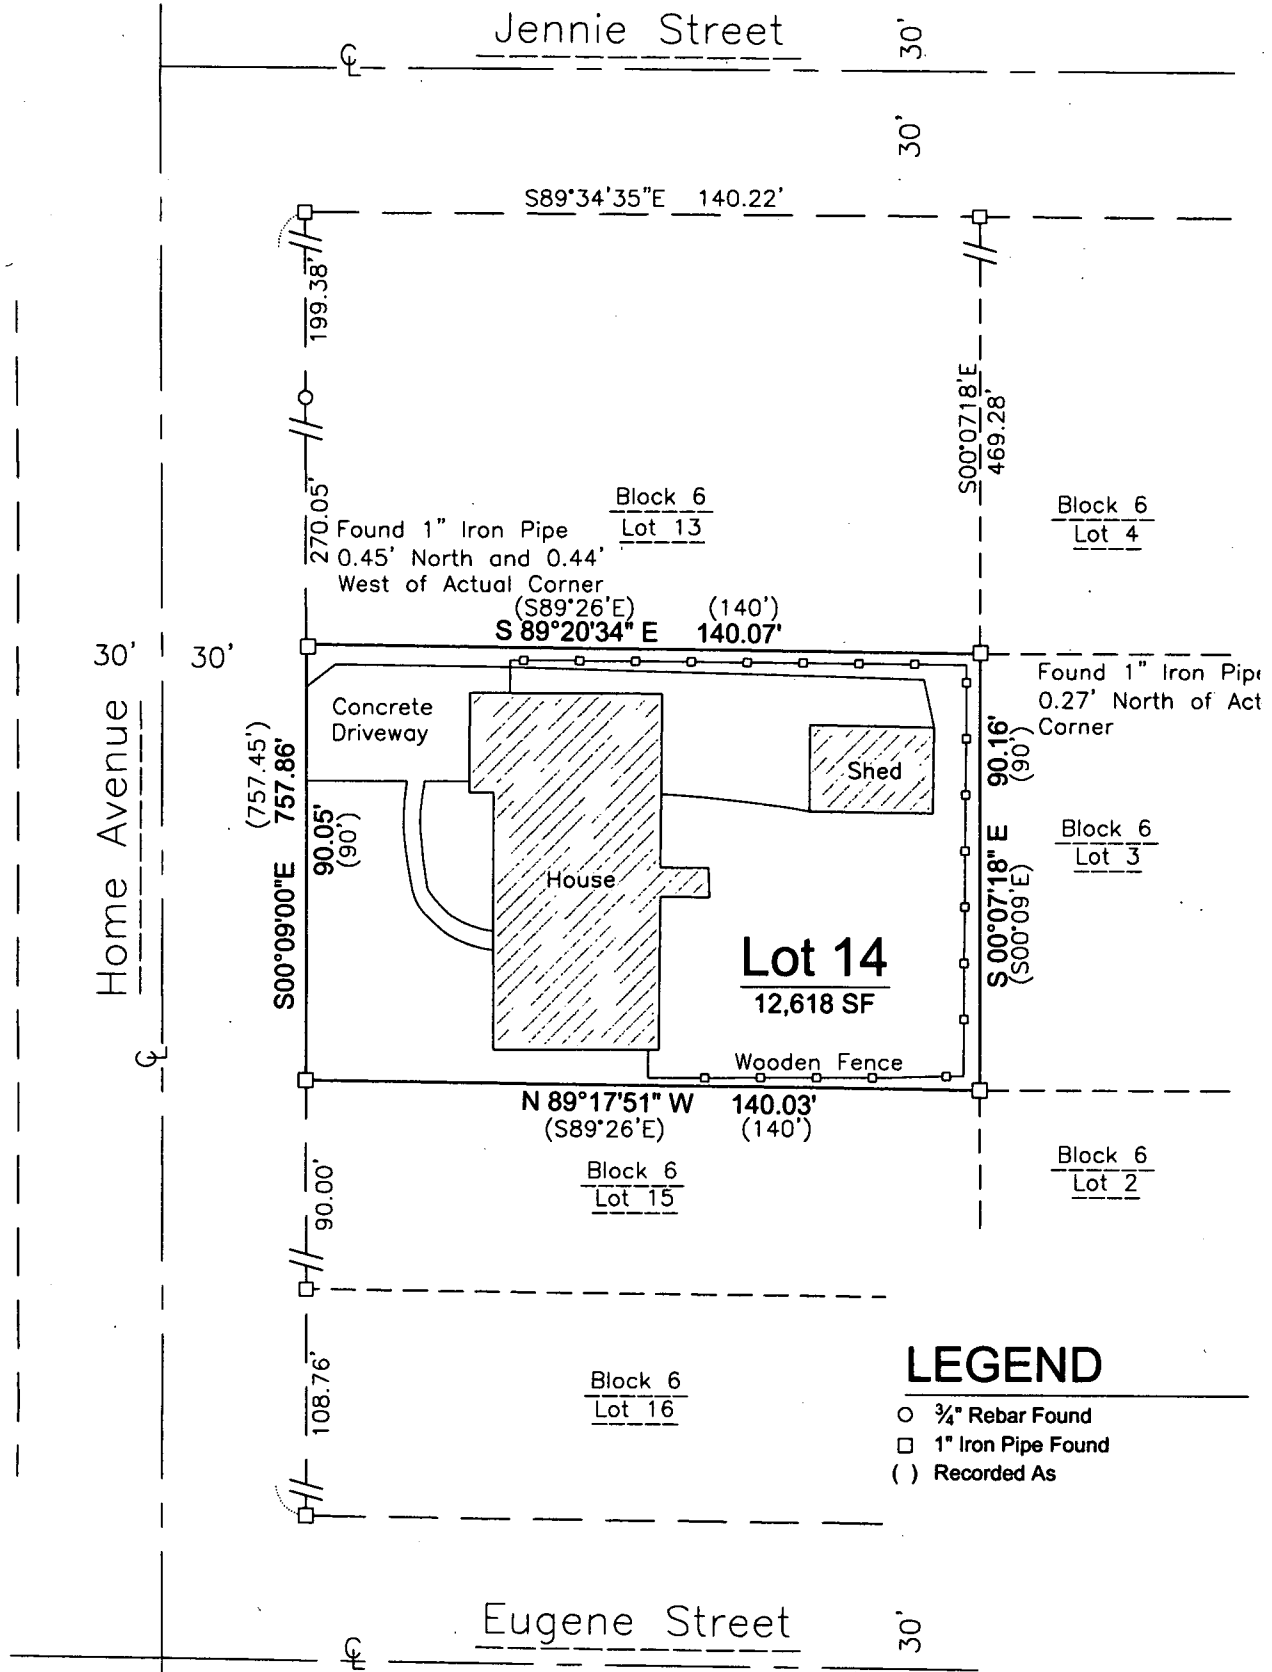 Jennie Street
30'
℄
30'
S89°34'35"E 140.22'
199.38'
270.05'
S00°07'18'E
469.28'
Block 6
Lot 13
Block 6
Lot 4
Found 1" Iron Pipe
0.45' North and 0.44'
West of Actual Corner
(S89°26'E) (140')
S 89°20'34" E 140.07'
30' 30'
Found 1" Iron Pipe
0.27' North of
Corner
Home Avenue
℄
(757.45')
757.86'
S00°09'00"E
90.05'
(90')
Concrete
Driveway
Shed
House
90.16'
(90')
S 00°07'18" E
(S00°09'E)
Block 6
Lot 3
Lot 14
12,618 SF
Wooden Fence
N 89°17'51" W 140.03'
(S89°26'E) (140')
Block 6
Lot 15
Block 6
Lot 2
90.00'
108.76'
Block 6
Lot 16
LEGEND
○ ¾" Rebar Found
□ 1" Iron Pipe Found
( ) Recorded As
Eugene Street
30'
℄